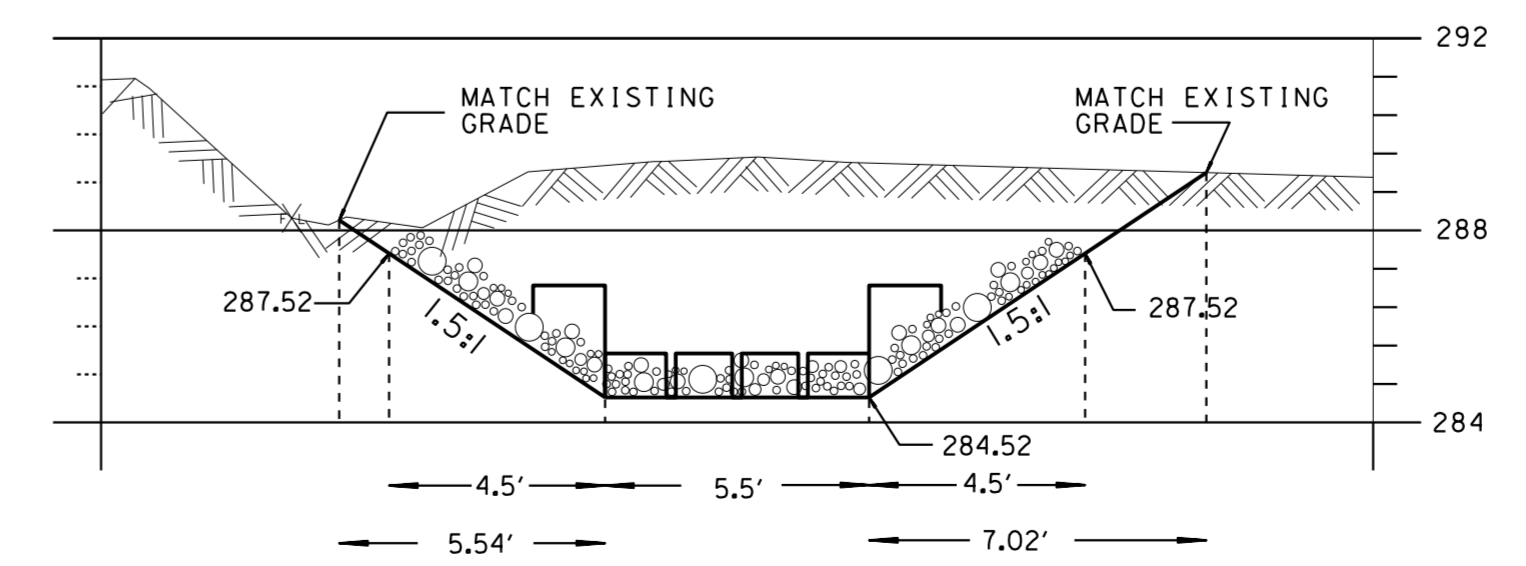 292
MATCH EXISTING
GRADE
MATCH EXISTING
GRADE
F L
288
287.52
1.5:1
1.5:1
287.52
284
284.52
4.5'
5.5'
4.5'
5.54'
7.02'